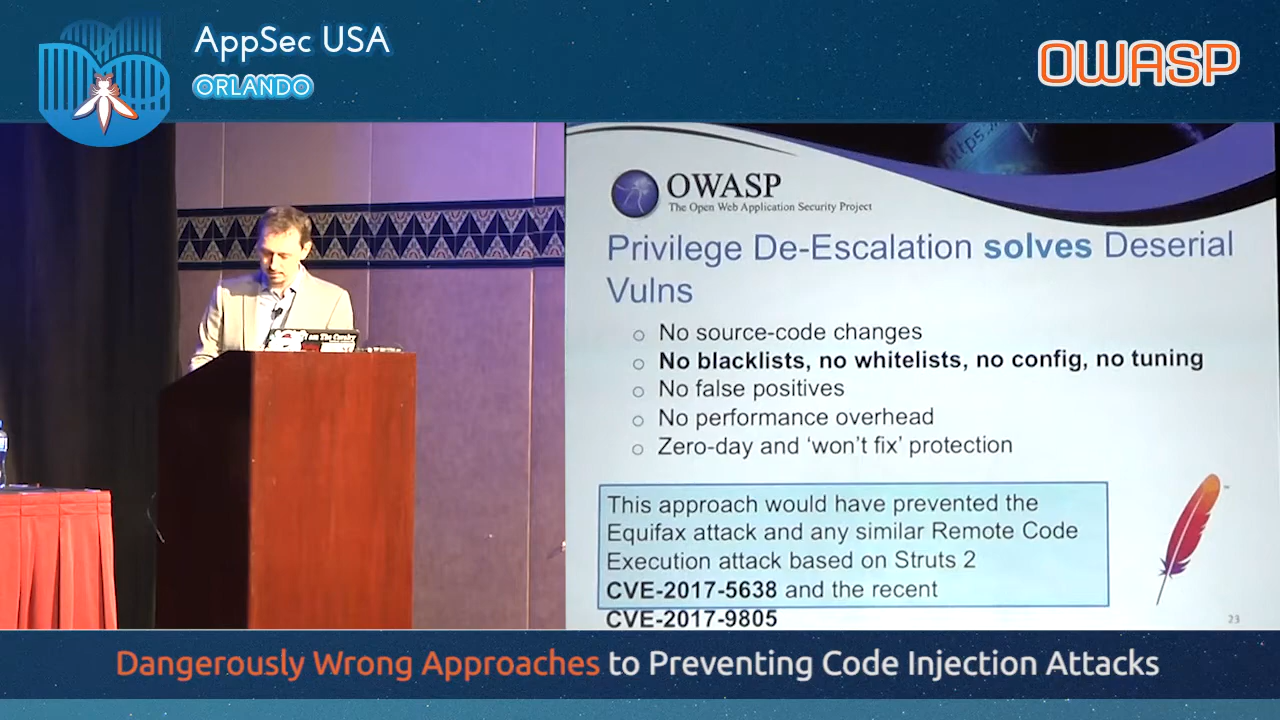 AppSec USA
ORLANDO
OWASP
https:/
OWASP
The Open Web Application Security Project
Privilege De-Escalation solves Deserial
Vulns
No source-code changes
No blacklists, no whitelists, no config, no tuning
No false positives
No performance overhead
Zero-day and ‘won’t fix’ protection
This approach would have prevented the
Equifax attack and any similar Remote Code
Execution attack based on Struts 2
CVE-2017-5638 and the recent
CVE-2017-9805
23
Dangerously Wrong Approaches to Preventing Code Injection Attacks